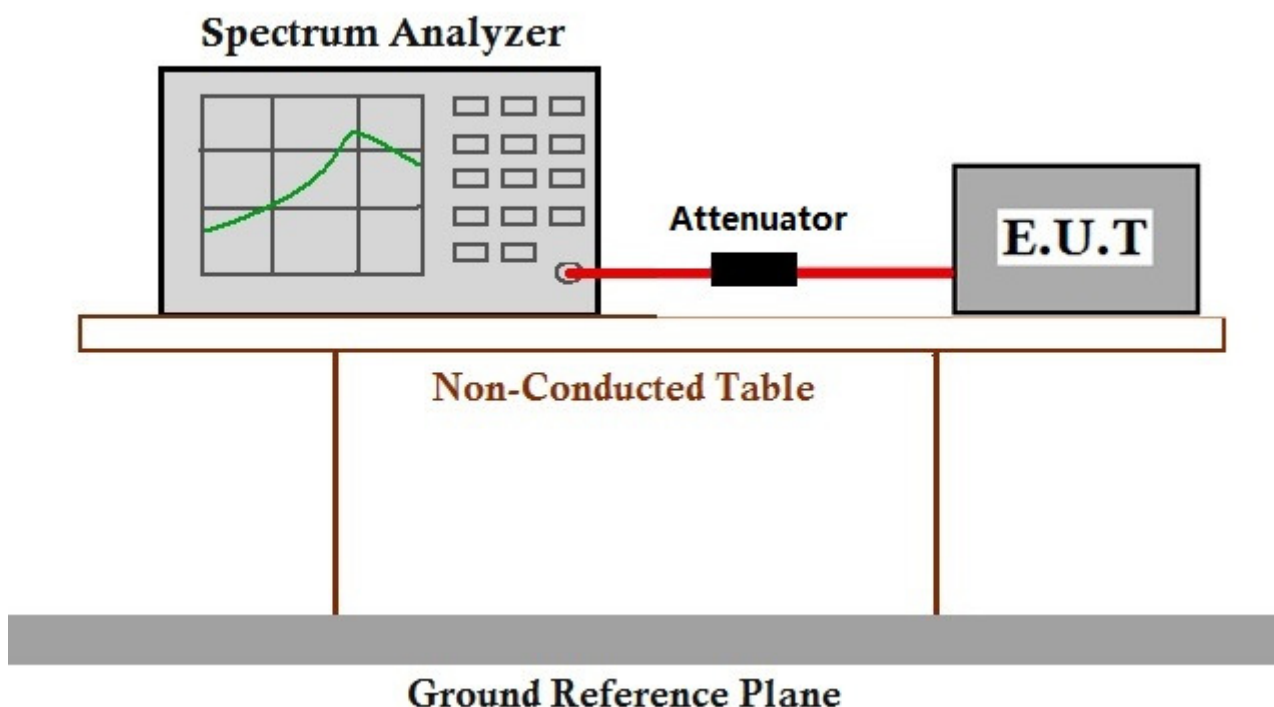 Spectrum Analyzer
Attenuator
E.U.T
Non-Conducted Table
Ground Reference Plane